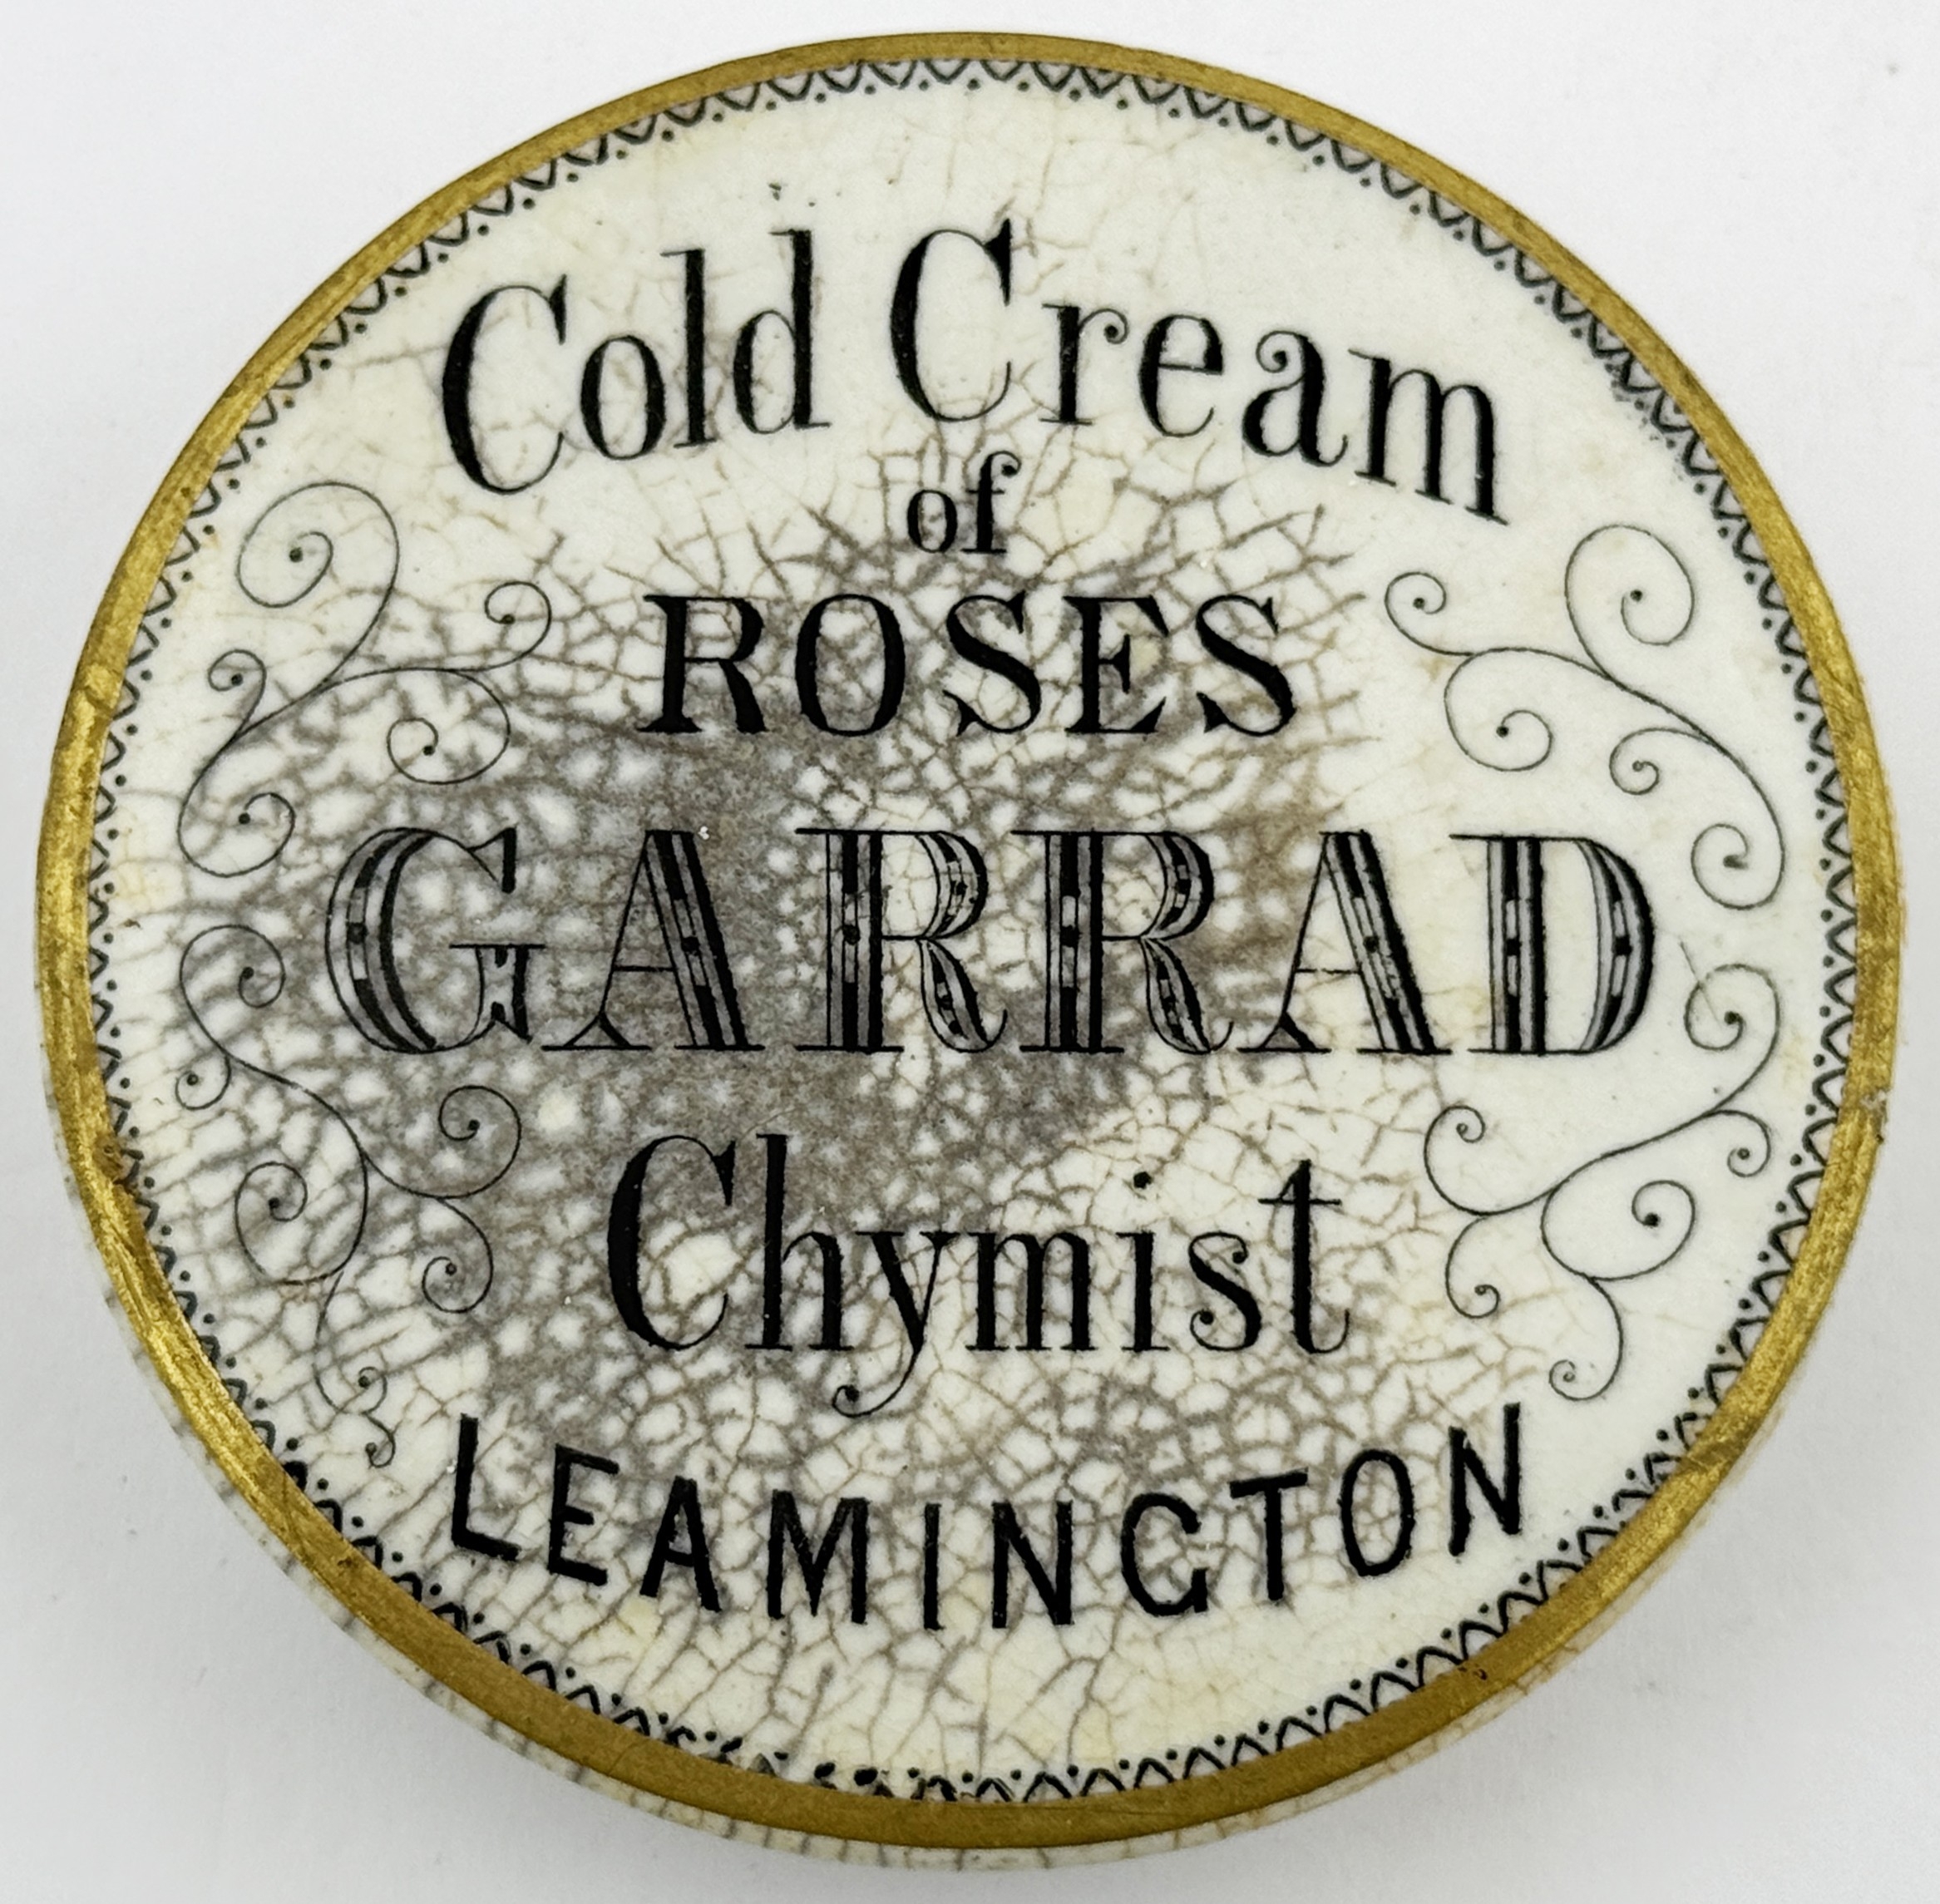 Cold Cream
of
ROSES
GARRAD
Chymist
LEAMINGTON